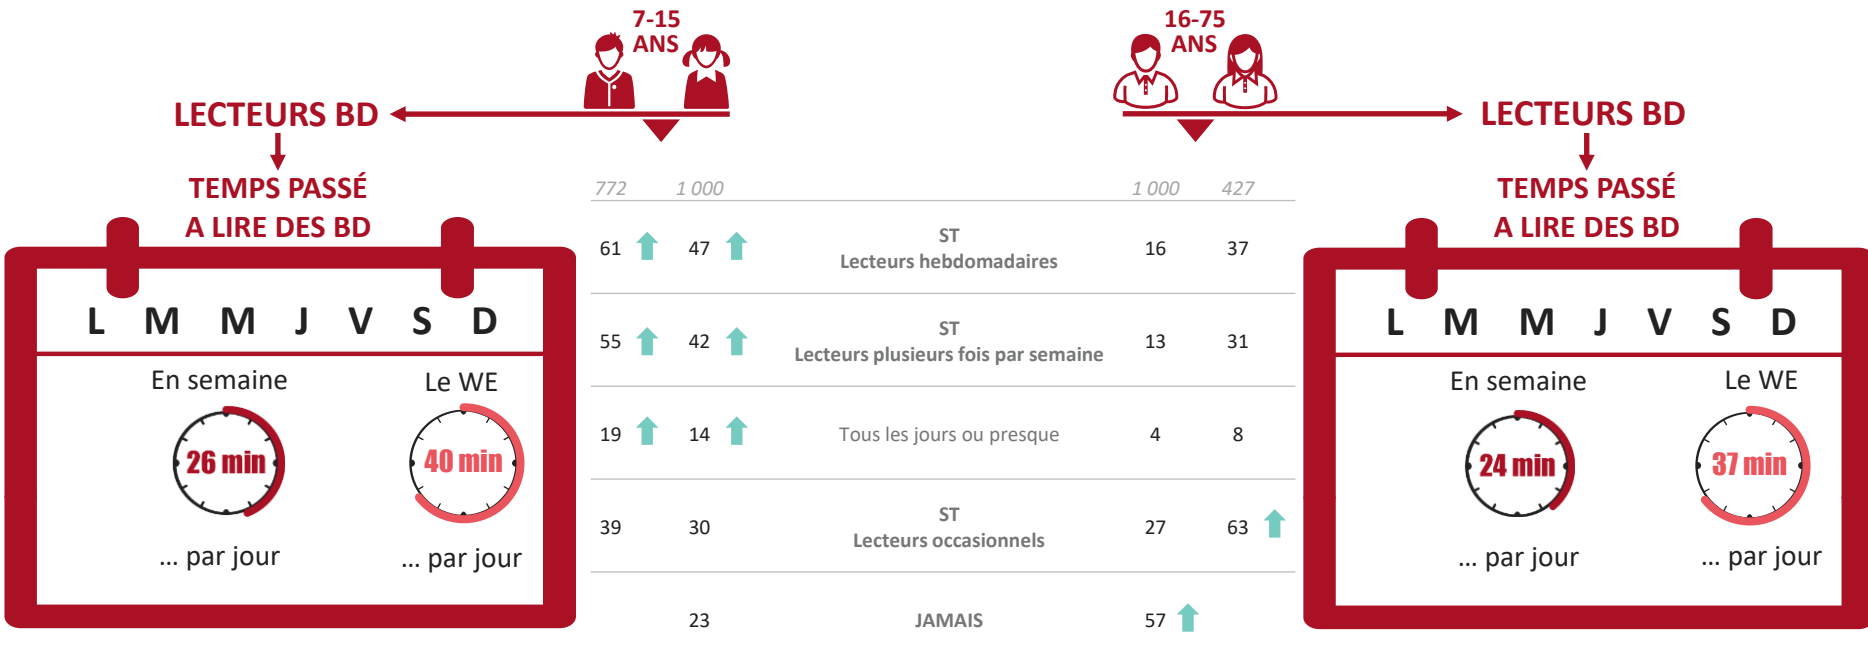 7-15
ANS
16-75
ANS
LECTEURS BD
LECTEURS BD
TEMPS PASSÉ
A LIRE DES BD
TEMPS PASSÉ
A LIRE DES BD
772 1 000 1 000 427
61 47 ST
Lecteurs hebdomadaires 16 37
55 42 ST
Lecteurs plusieurs fois par semaine 13 31
19 14 Tous les jours ou presque 4 8
39 30 ST
Lecteurs occasionnels 27 63
23 JAMAIS 57
L M M J V S D
En semaine Le WE
26 min 40 min
... par jour ... par jour
L M M J V S D
En semaine Le WE
24 min 37 min
... par jour ... par jour